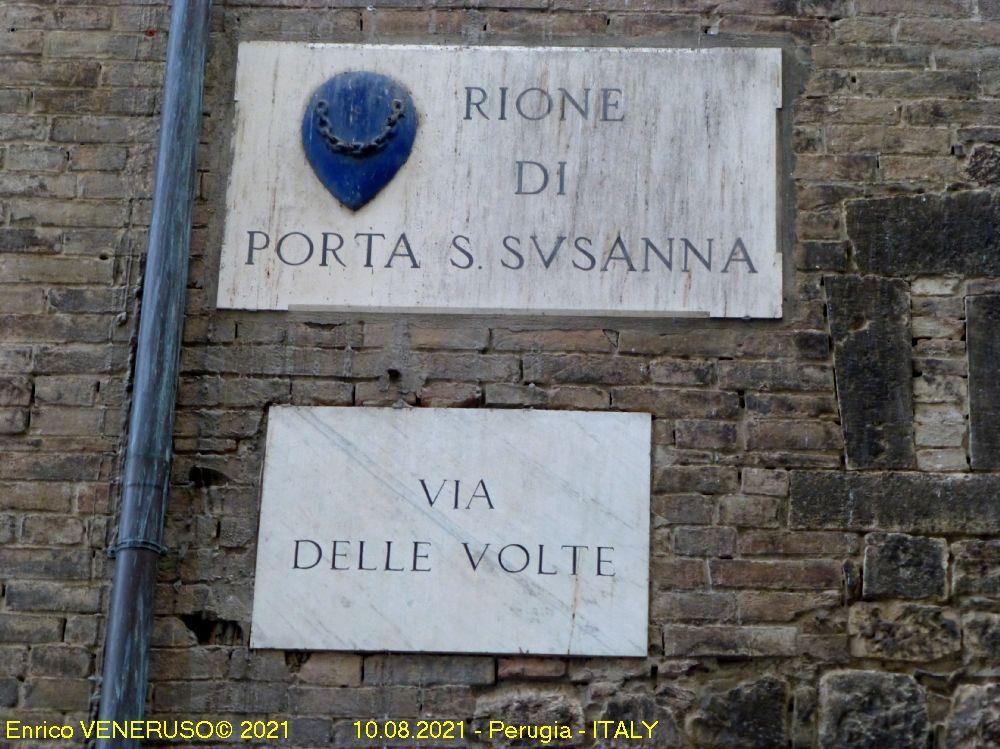 RIONE
DI
PORTA S. SVSANNA
VIA
DELLE VOLTE
Enrico VENERUSO© 2021 10.08.2021 - Perugia - ITALY